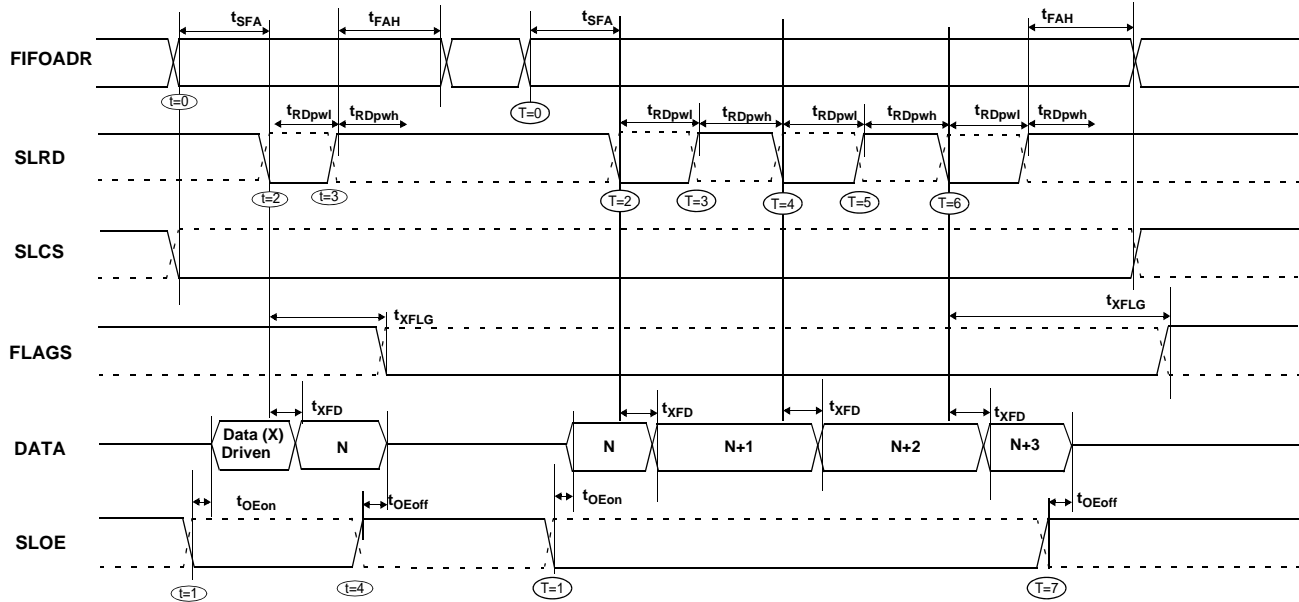 tSFA tFAH tSFA tFAH
FIFOADR
t=0 T=0
tRDpwl tRDpwh tRDpwl tRDpwh tRDpwl tRDpwh tRDpwl tRDpwh
SLRD
t=2 t=3 T=2 T=3 T=4 T=5 T=6
SLCS
tXFLG tXFLG
FLAGS
tXFD tXFD tXFD tXFD
DATA
Data (X)
Driven
N N N+1 N+2 N+3
tOEon tOEoff tOEon tOEoff
SLOE
t=1 t=4 T=1 T=7